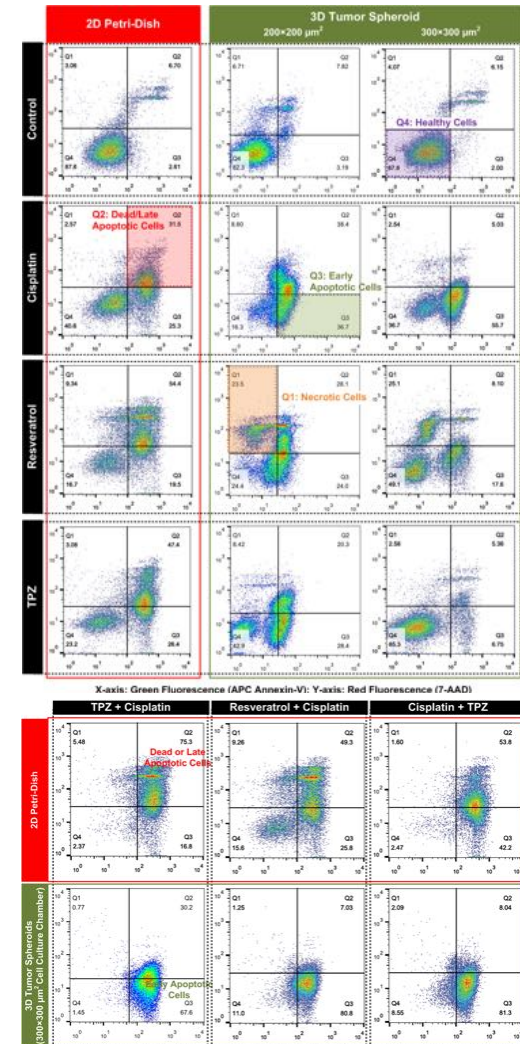 2D Petri-Dish
3D Tumor Spheroid
200×200 μm²
300×300 μm²
Control
Q1
3.06
Q2
6.70
Q4
87.6
Q3
2.61
Q1
6.71
Q2
7.82
Q4
82.3
Q3
3.19
Q1
4.07
Q2
6.15
Q4: Healthy Cells
Q4
87.8
Q3
2.00
Cisplatin
Q1
2.57
Q2: Dead/Late
Apoptotic Cells
Q2
31.5
Q4
40.6
Q3
25.3
Q1
8.60
Q2
38.4
Q3: Early
Apoptotic Cells
Q4
16.3
Q3
36.7
Q1
2.54
Q2
5.03
Q4
36.7
Q3
55.7
Resveratrol
Q1
9.34
Q2
54.4
Q4
16.7
Q3
19.5
Q1
23.5
Q2
28.1
Q1: Necrotic Cells
Q4
24.4
Q3
24.0
Q1
25.1
Q2
8.10
Q4
49.1
Q3
17.6
TPZ
Q1
3.08
Q2
47.4
Q4
23.2
Q3
26.4
Q1
8.42
Q2
20.3
Q4
42.9
Q3
28.4
Q1
2.56
Q2
5.36
Q4
85.3
Q3
6.75
X-axis: Green Fluorescence (APC Annexin-V); Y-axis: Red Fluorescence (7-AAD)
TPZ + Cisplatin
Resveratrol + Cisplatin
Cisplatin + TPZ
2D Petri-Dish
Q1
5.48
Q2
75.3
Dead or Late
Apoptotic Cells
Q4
2.37
Q3
16.8
Q1
9.26
Q2
49.3
Q4
15.6
Q3
25.8
Q1
1.60
Q2
53.8
Q4
2.47
Q3
42.2
3D Tumor Spheroids
(300×300 μm² Cell Culture Chamber)
Q1
0.77
Q2
30.2
Early Apoptotic
Cells
Q4
1.45
Q3
67.6
Q1
1.25
Q2
7.03
Q4
11.0
Q3
80.8
Q1
2.09
Q2
8.04
Q4
8.55
Q3
81.3